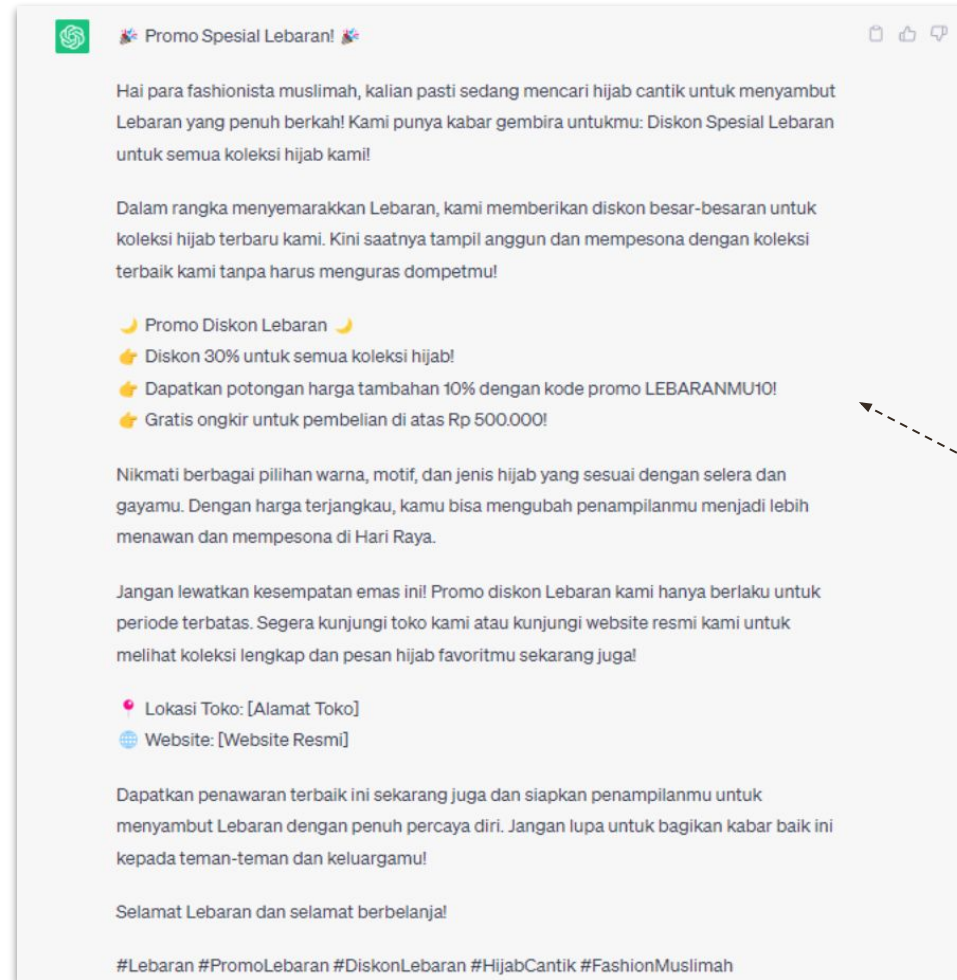 🎉 Promo Spesial Lebaran! 🎉
Hai para fashionista muslimah, kalian pasti sedang mencari hijab cantik untuk menyambut
Lebaran yang penuh berkah! Kami punya kabar gembira untukmu: Diskon Spesial Lebaran
untuk semua koleksi hijab kami!
Dalam rangka menyemarakkan Lebaran, kami memberikan diskon besar-besaran untuk
koleksi hijab terbaru kami. Kini saatnya tampil anggun dan mempesona dengan koleksi
terbaik kami tanpa harus menguras dompetmu!
🌙 Promo Diskon Lebaran 🌙
👉 Diskon 30% untuk semua koleksi hijab!
👉 Dapatkan potongan harga tambahan 10% dengan kode promo LEBARANMU10!
👉 Gratis ongkir untuk pembelian di atas Rp 500.000!
Nikmati berbagai pilihan warna, motif, dan jenis hijab yang sesuai dengan selera dan
gayamu. Dengan harga terjangkau, kamu bisa mengubah penampilanmu menjadi lebih
menawan dan mempesona di Hari Raya.
Jangan lewatkan kesempatan emas ini! Promo diskon Lebaran kami hanya berlaku untuk
periode terbatas. Segera kunjungi toko kami atau kunjungi website resmi kami untuk
melihat koleksi lengkap dan pesan hijab favoritmu sekarang juga!
📍 Lokasi Toko: [Alamat Toko]
🌐 Website: [Website Resmi]
Dapatkan penawaran terbaik ini sekarang juga dan siapkan penampilanmu untuk
menyambut Lebaran dengan penuh percaya diri. Jangan lupa untuk bagikan kabar baik ini
kepada teman-teman dan keluargamu!
Selamat Lebaran dan selamat berbelanja!
#Lebaran #PromoLebaran #DiskonLebaran #HijabCantik #FashionMuslimah